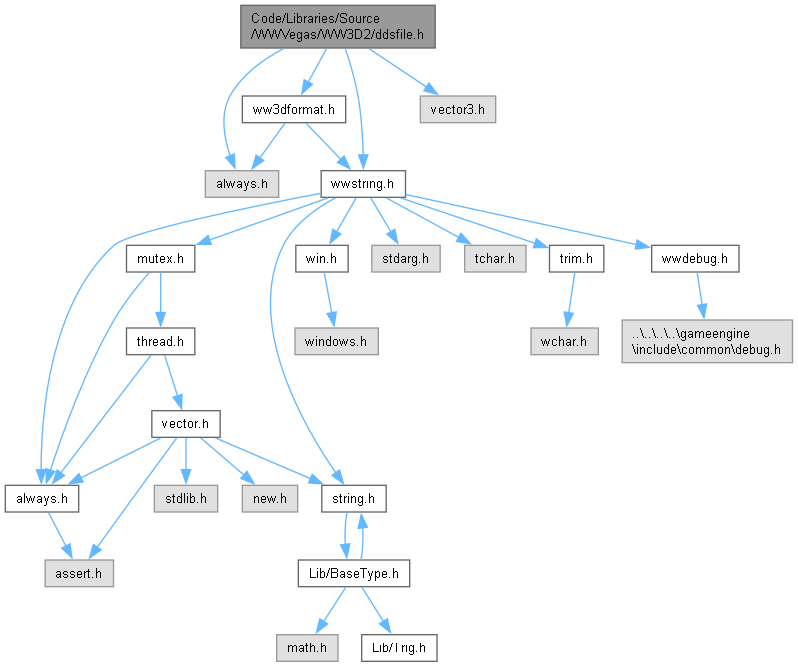 Code/Libraries/Source
/WWVegas/WW3D2/ddsfile.h
ww3dformat.h
vector3.h
always.h
wwstring.h
mutex.h
win.h
stdarg.h
tchar.h
trim.h
wwdebug.h
thread.h
windows.h
wchar.h
..\..\..\..\gameengine
\include\common\debug.h
vector.h
always.h
stdlib.h
new.h
string.h
assert.h
Lib/BaseType.h
math.h
Lib/Trig.h